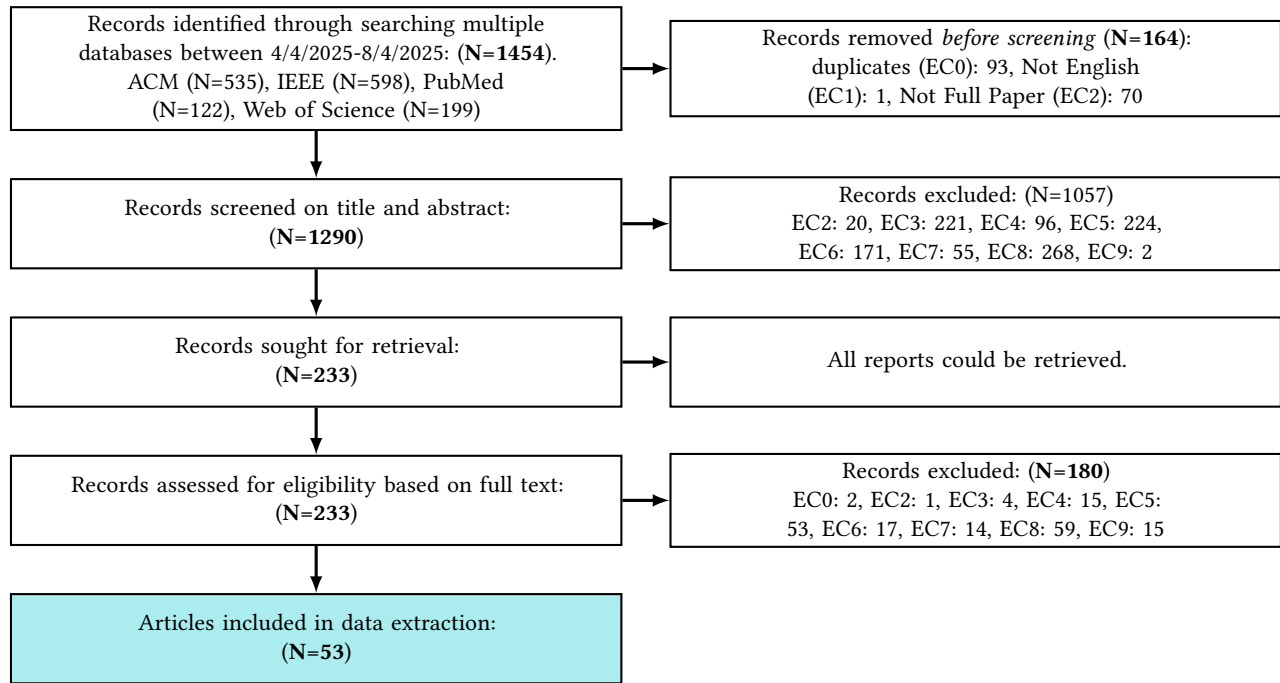 Records identified through searching multiple
databases between 4/4/2025-8/4/2025: (N=1454).
ACM (N=535), IEEE (N=598), PubMed
(N=122), Web of Science (N=199)
Records removed before screening (N=164):
duplicates (EC0): 93, Not English
(EC1): 1, Not Full Paper (EC2): 70
Records screened on title and abstract:
(N=1290)
Records excluded: (N=1057)
EC2: 20, EC3: 221, EC4: 96, EC5: 224,
EC6: 171, EC7: 55, EC8: 268, EC9: 2
Records sought for retrieval:
(N=233)
All reports could be retrieved.
Records assessed for eligibility based on full text:
(N=233)
Records excluded: (N=180)
EC0: 2, EC2: 1, EC3: 4, EC4: 15, EC5:
53, EC6: 17, EC7: 14, EC8: 59, EC9: 15
Articles included in data extraction:
(N=53)